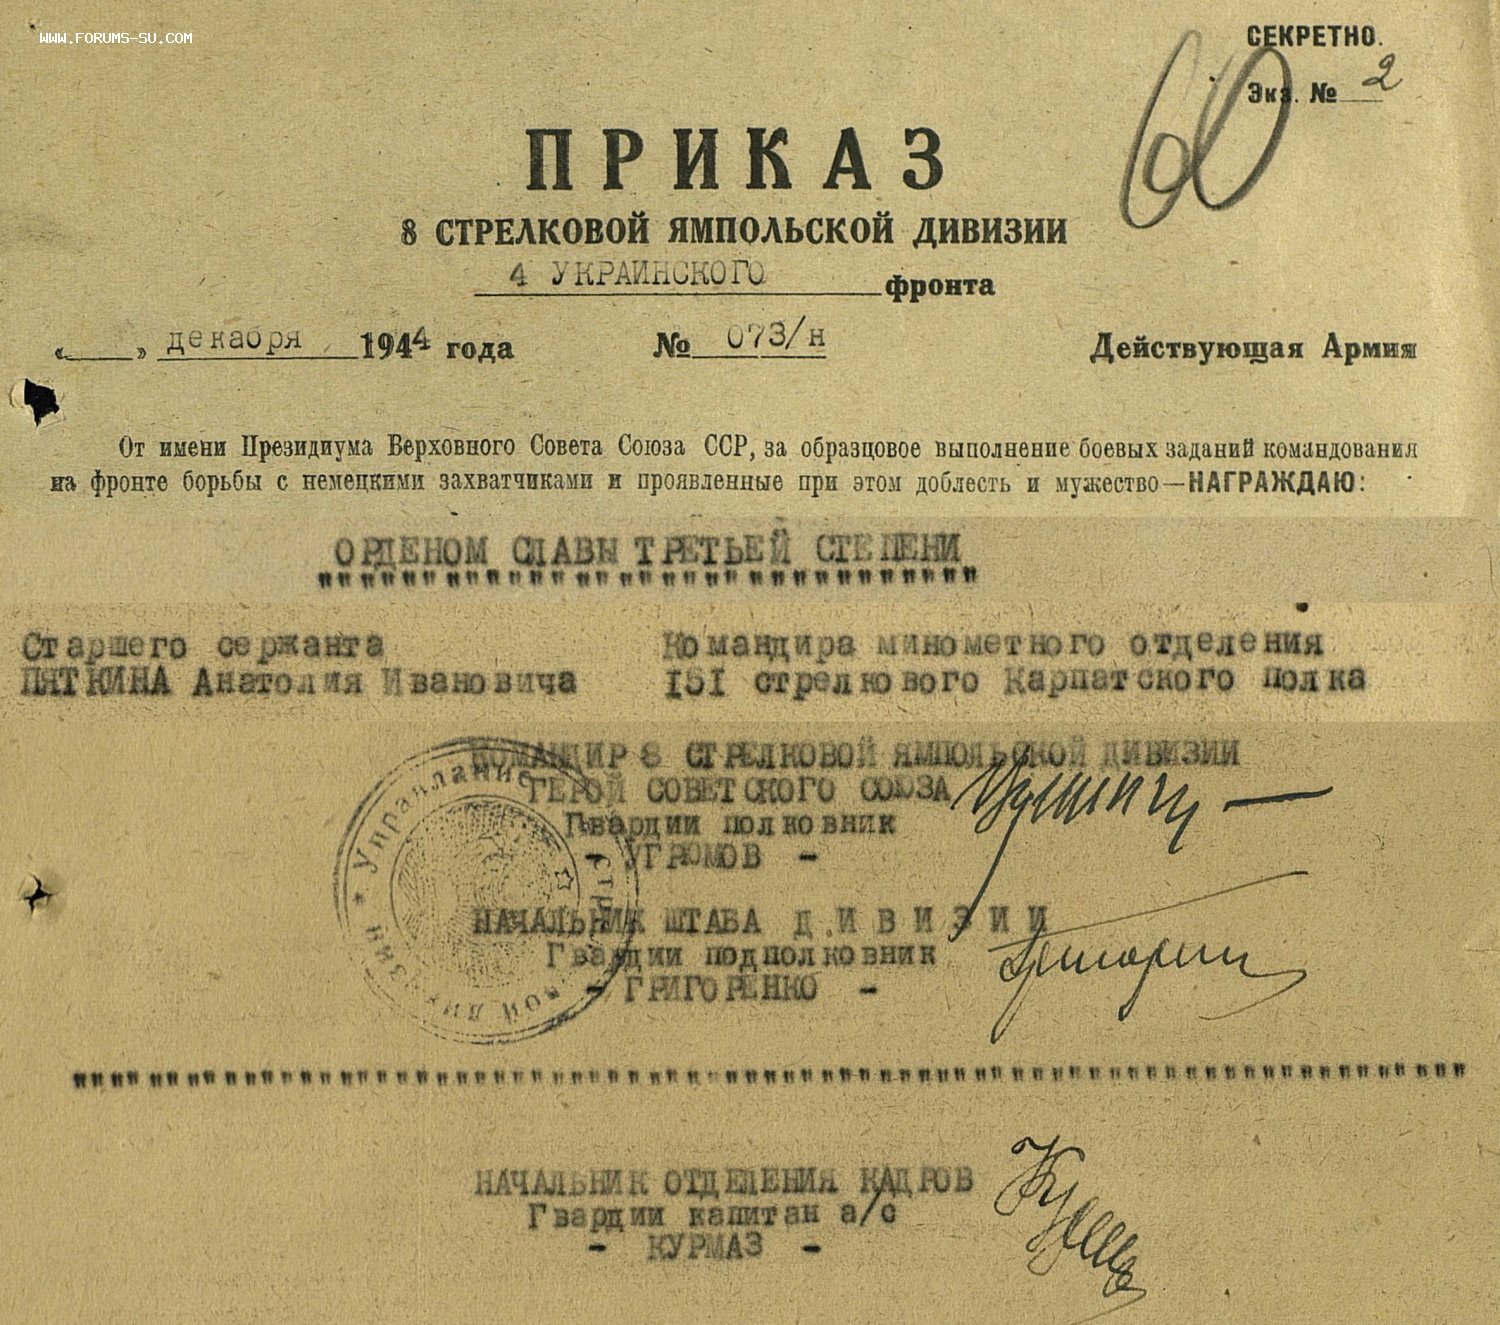 WWW.FORUMS-SU.COM
СЕКРЕТНО.
Экз. № 2
60
ПРИКАЗ
8 СТРЕЛКОВОЙ ЯМПОЛЬСКОЙ ДИВИЗИИ
4 УКРАИНСКОГО фронта
«___» декабря 1944 года № 073/н Действующая Армия
От имени Президиума Верховного Совета Союза ССР, за образцовое выполнение боевых заданий командования
на фронте борьбы с немецкими захватчиками и проявленные при этом доблесть и мужество—НАГРАЖДАЮ:
ОРДЕНОМ СЛАВЫ ТРЕТЬЕЙ СТЕПЕНИ
Старшего сержанта Командира минометного отделения
ПЯТКИНА Анатолия Ивановича 151 стрелкового Карпатского полка
КОМАНДИР 8 СТРЕЛКОВОЙ ЯМПОЛЬСКОЙ ДИВИЗИИ
ГЕРОЙ СОВЕТСКОГО СОЮЗА
Гвардии полковник
- УГРЮМОВ -
Управление
НАЧАЛЬНИК ШТАБА Д.ИВИЗИИ
Гвардии подполковник
- ГРИГОРЕНКО -
НАЧАЛЬНИК ОТДЕЛЕНИЯ КАДРОВ
Гвардии капитан а/с
- КУРМАЗ -